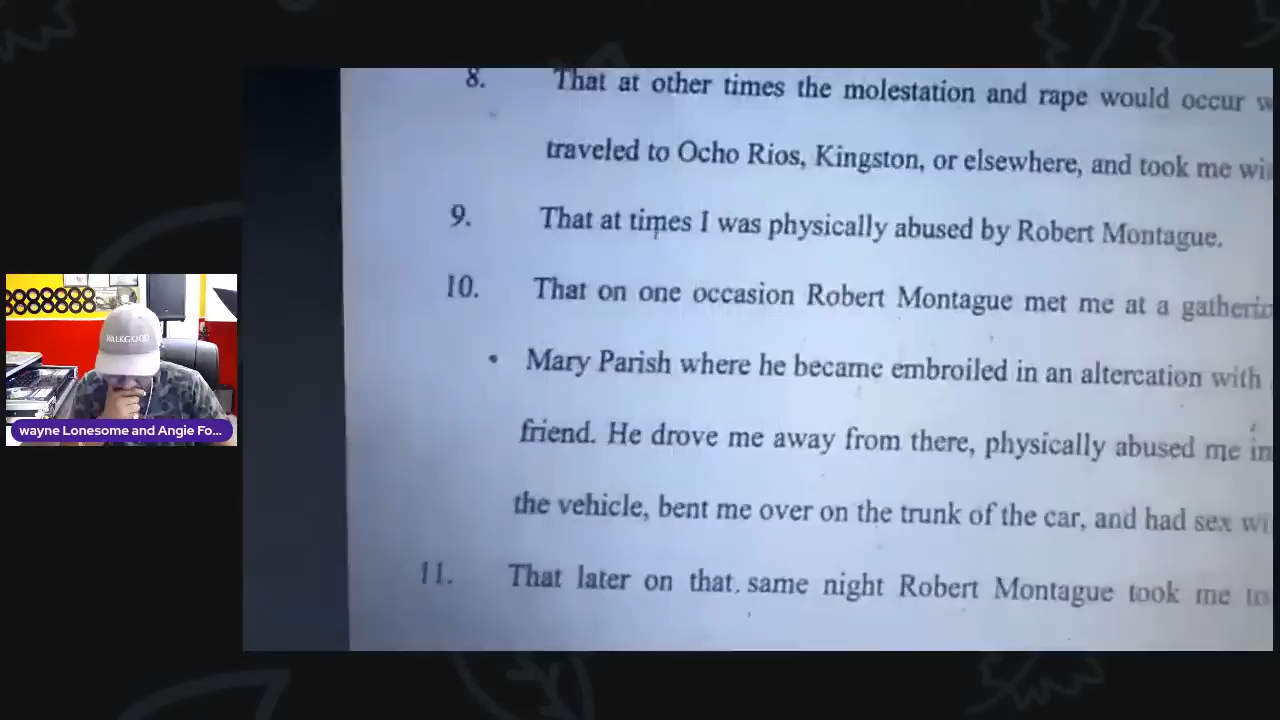 8. That at other times the molestation and rape would occur
traveled to Ocho Rios, Kingston, or elsewhere, and took me
9. That at times I was physically abused by Robert Montague.
10. That on one occasion Robert Montague met me at a
• Mary Parish where he became embroiled in an altercation with
friend. He drove me away from there, physically abused me
the vehicle, bent me over on the trunk of the car, and had sex
11. That later on that. same night Robert Montague took me to
WALKGOOD
wayne Lonesome and Angie Fo...